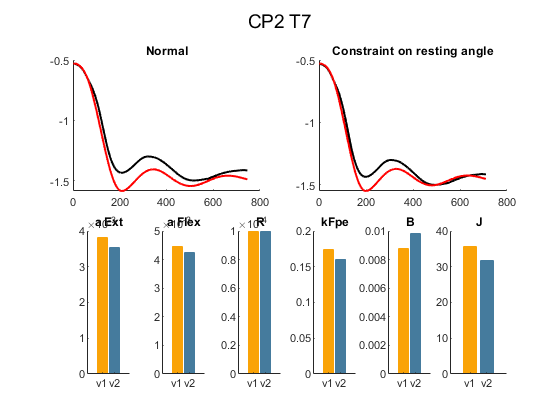 CP2 T7
Normal
Constraint on resting angle
-0.5
-1
-1.5
0 200 400 600 800
-0.5
-1
-1.5
0 200 400 600 800
a Ext
a Flex
R
kFpe
B
J
4
3
2
1
0
v1 v2
5
4
3
2
1
0
v1 v2
1
0.8
0.6
0.4
0.2
0
v1 v2
0.2
0.15
0.1
0.05
0
v1 v2
0.01
0.008
0.006
0.004
0.002
0
v1 v2
40
30
20
10
0
v1 v2